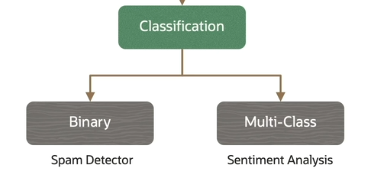 Classification
Binary
Multi-Class
Spam Detector
Sentiment Analysis